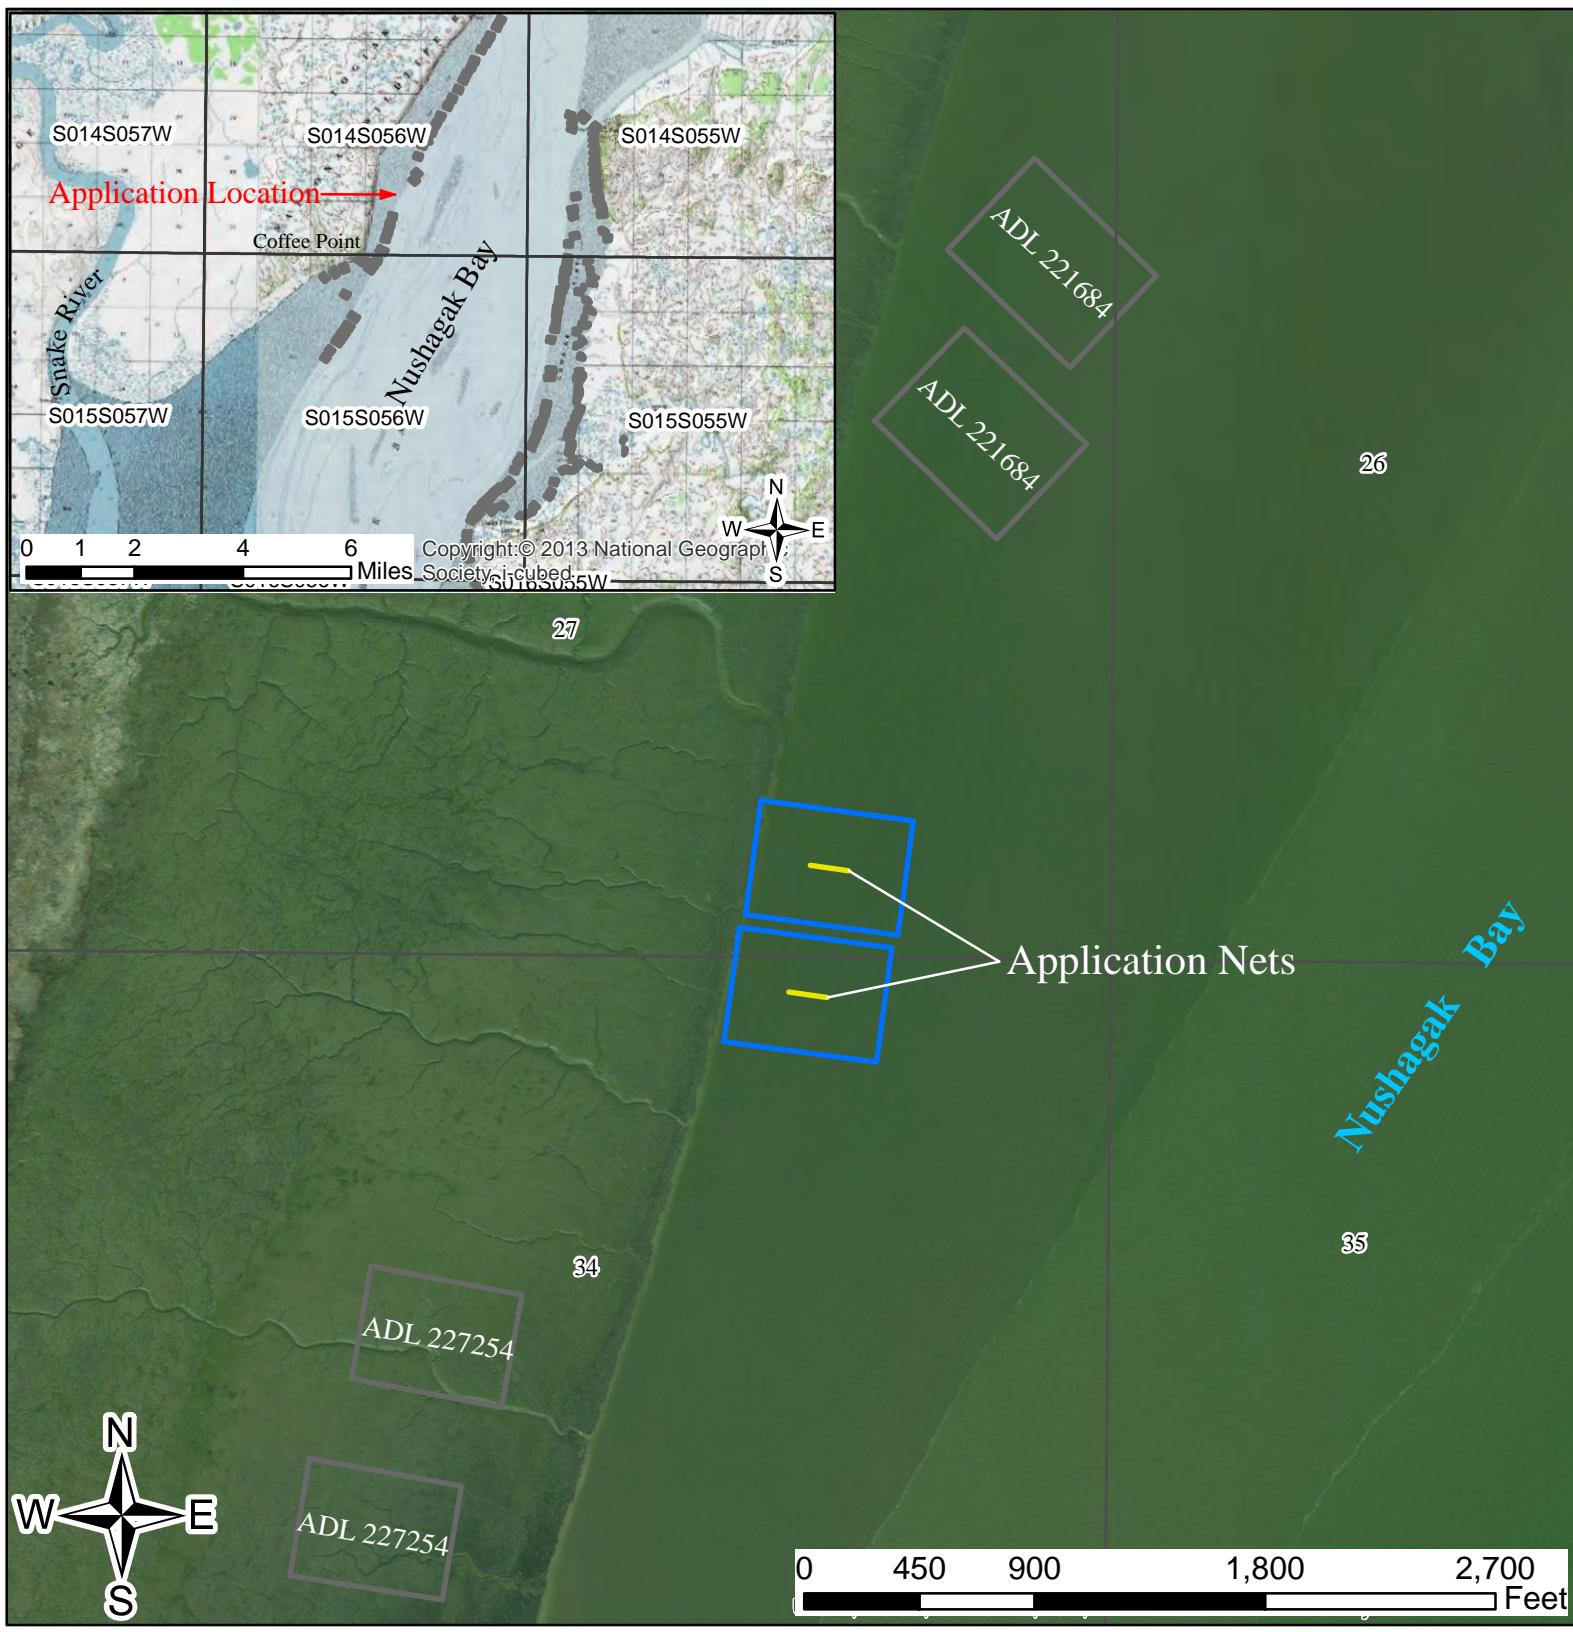 S014S057W
S014S056W
S014S055W
Application Location
Coffee Point
Snake River
Nushagak Bay
S015S057W
S015S056W
S015S055W
N
W E
S
0 1 2 4 6
Miles
Copyright:© 2013 National Geographic
Society, i-cubed
S016S055W
ADL 221684
ADL 221684
26
27
Application Nets
Nushagak Bay
34
35
ADL 227254
ADL 227254
N
W E
S
0 450 900 1,800 2,700
Feet